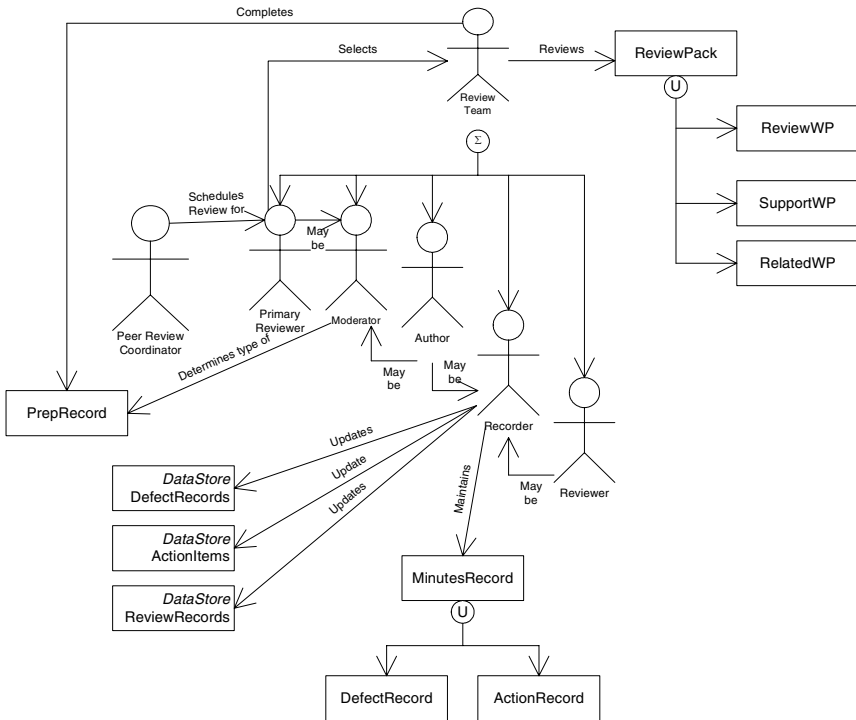 Completes
Selects
Reviews
ReviewPack
Review
Team
U
ReviewWP
Σ
SupportWP
RelatedWP
Schedules
Review for
May
be
Peer Review
Coordinator
Primary
Reviewer
Moderator
Author
Determines type of
May
be
May
be
PrepRecord
Recorder
Updates
Update
Updates
Maintains
May
be
Reviewer
DataStore
DefectRecords
DataStore
ActionItems
DataStore
ReviewRecords
MinutesRecord
U
DefectRecord
ActionRecord